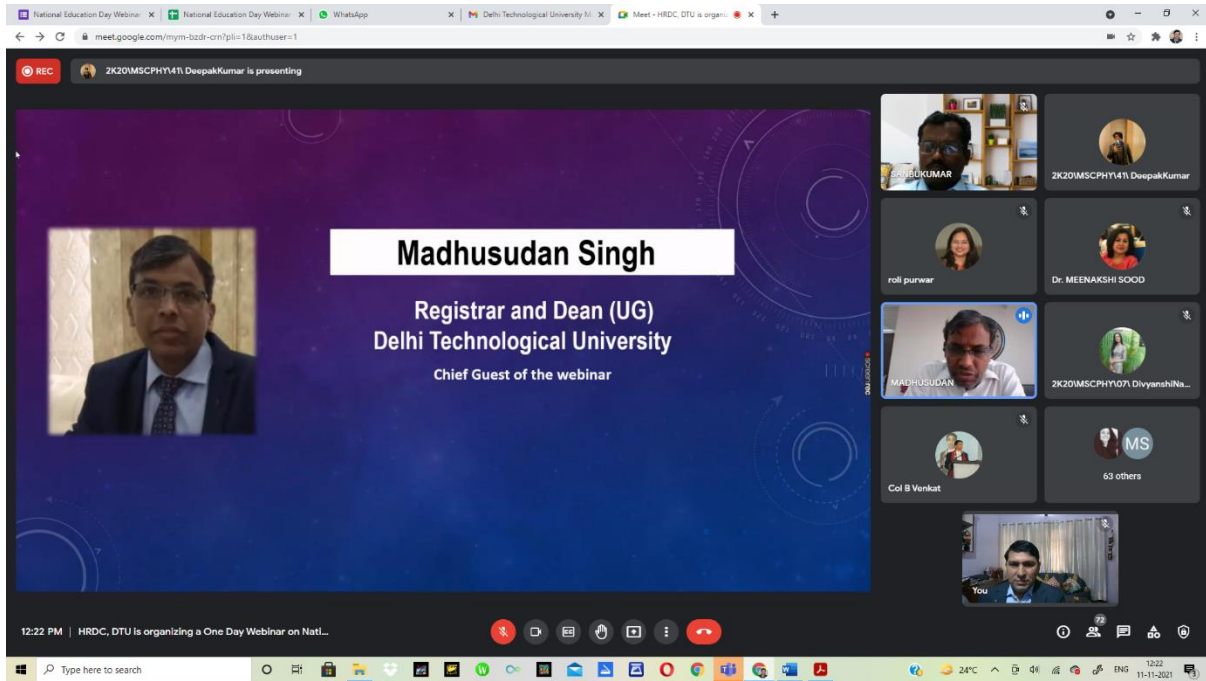 National Education Day Webinar
National Education Day Webinar
WhatsApp
Delhi Technological University M
Meet - HRDC, DTU is organi
meet.google.com/mym-bzdr-crn?pli=1&authuser=1
REC
2K20\MSCPHY\41\ DeepakKumar is presenting
Madhusudan Singh
Registrar and Dean (UG)
Delhi Technological University
Chief Guest of the webinar
SANBUKUMAR
2K20\MSCPHY\41\ DeepakKumar
roli purwar
Dr. MEENAKSHI SOOD
MADHUSUDAN
2K20\MSCPHY\07\ DivyanshiNa...
Col B Venkat
MS
63 others
You
12:22 PM | HRDC, DTU is organizing a One Day Webinar on Nati...
72
Type here to search
24°C
ENG
12:22
11-11-2021